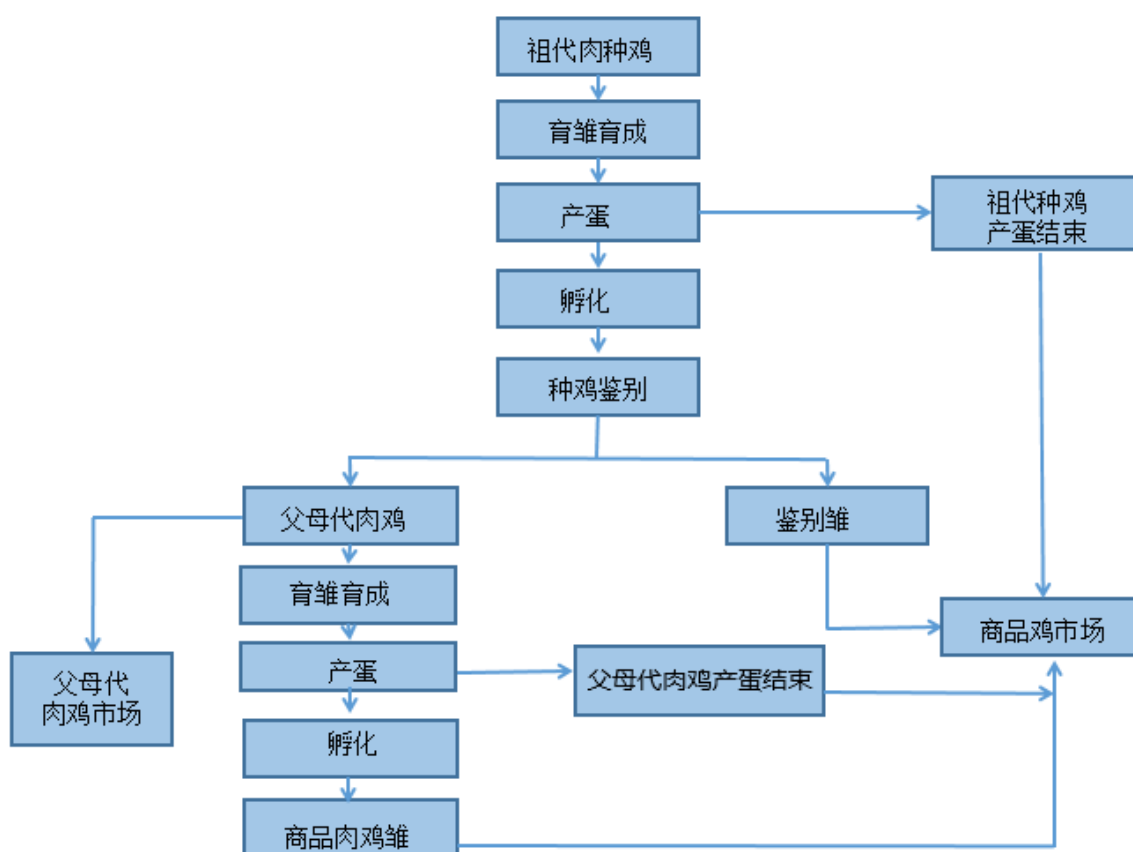 祖代肉种鸡
育雏育成
产蛋
祖代种鸡
产蛋结束
孵化
种鸡鉴别
父母代肉鸡
鉴别雏
育雏育成
商品鸡市场
产蛋
父母代肉鸡产蛋结束
父母代
肉鸡市场
孵化
商品肉鸡雏